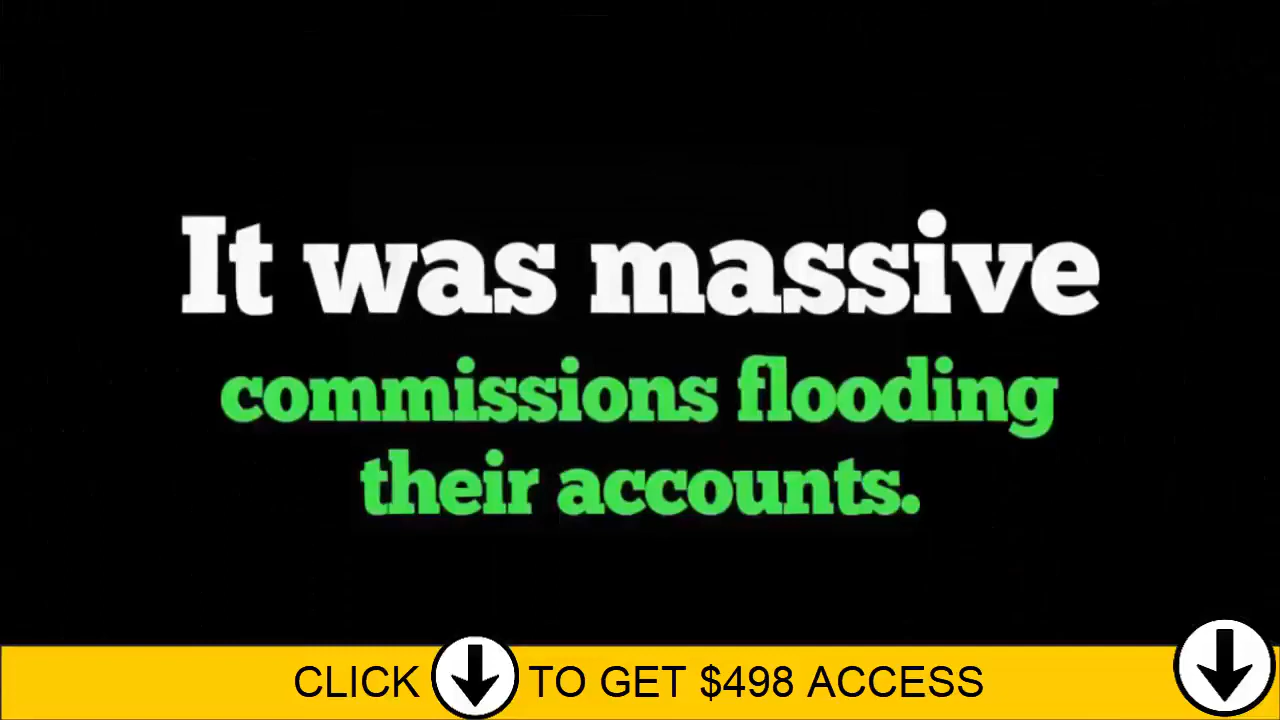 It was massive
commissions flooding
their accounts.
CLICK TO GET $498 ACCESS